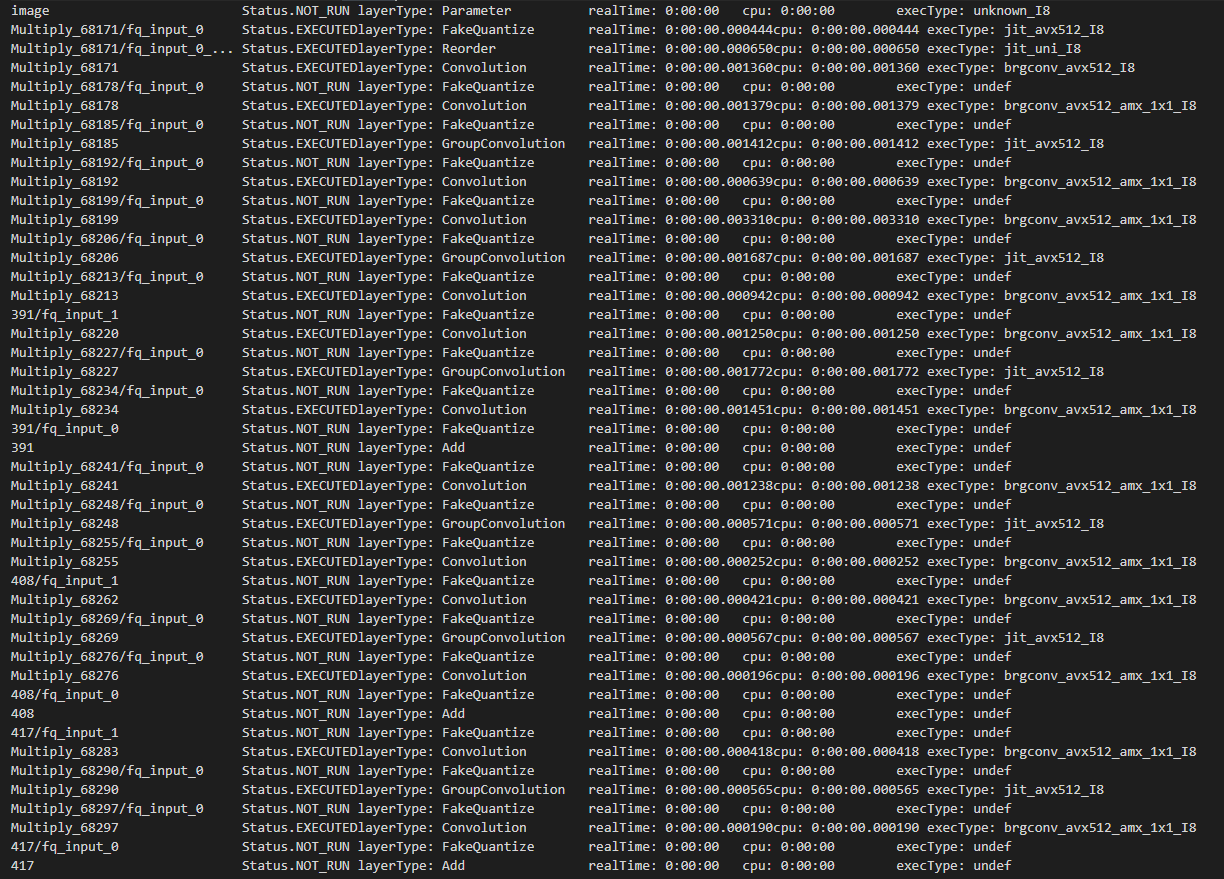 image Status.NOT_RUN layerType: Parameter realTime: 0:00:00 cpu: 0:00:00 execType: unknown_I8
Multiply_68171/fq_input_0 Status.EXECUTEDlayerType: FakeQuantize realTime: 0:00:00.000444cpu: 0:00:00.000444 execType: jit_avx512_I8
Multiply_68171/fq_input_0_... Status.EXECUTEDlayerType: Reorder realTime: 0:00:00.000650cpu: 0:00:00.000650 execType: jit_uni_I8
Multiply_68171 Status.EXECUTEDlayerType: Convolution realTime: 0:00:00.001360cpu: 0:00:00.001360 execType: brgconv_avx512_I8
Multiply_68178/fq_input_0 Status.NOT_RUN layerType: FakeQuantize realTime: 0:00:00 cpu: 0:00:00 execType: undef
Multiply_68178 Status.EXECUTEDlayerType: Convolution realTime: 0:00:00.001379cpu: 0:00:00.001379 execType: brgconv_avx512_amx_1x1_I8
Multiply_68185/fq_input_0 Status.NOT_RUN layerType: FakeQuantize realTime: 0:00:00 cpu: 0:00:00 execType: undef
Multiply_68185 Status.EXECUTEDlayerType: GroupConvolution realTime: 0:00:00.001412cpu: 0:00:00.001412 execType: jit_avx512_I8
Multiply_68192/fq_input_0 Status.NOT_RUN layerType: FakeQuantize realTime: 0:00:00 cpu: 0:00:00 execType: undef
Multiply_68192 Status.EXECUTEDlayerType: Convolution realTime: 0:00:00.000639cpu: 0:00:00.000639 execType: brgconv_avx512_amx_1x1_I8
Multiply_68199/fq_input_0 Status.NOT_RUN layerType: FakeQuantize realTime: 0:00:00 cpu: 0:00:00 execType: undef
Multiply_68199 Status.EXECUTEDlayerType: Convolution realTime: 0:00:00.003310cpu: 0:00:00.003310 execType: brgconv_avx512_amx_1x1_I8
Multiply_68206/fq_input_0 Status.NOT_RUN layerType: FakeQuantize realTime: 0:00:00 cpu: 0:00:00 execType: undef
Multiply_68206 Status.EXECUTEDlayerType: GroupConvolution realTime: 0:00:00.001687cpu: 0:00:00.001687 execType: jit_avx512_I8
Multiply_68213/fq_input_0 Status.NOT_RUN layerType: FakeQuantize realTime: 0:00:00 cpu: 0:00:00 execType: undef
Multiply_68213 Status.EXECUTEDlayerType: Convolution realTime: 0:00:00.000942cpu: 0:00:00.000942 execType: brgconv_avx512_amx_1x1_I8
391/fq_input_1 Status.NOT_RUN layerType: FakeQuantize realTime: 0:00:00 cpu: 0:00:00 execType: undef
Multiply_68220 Status.EXECUTEDlayerType: Convolution realTime: 0:00:00.001250cpu: 0:00:00.001250 execType: brgconv_avx512_amx_1x1_I8
Multiply_68227/fq_input_0 Status.NOT_RUN layerType: FakeQuantize realTime: 0:00:00 cpu: 0:00:00 execType: undef
Multiply_68227 Status.EXECUTEDlayerType: GroupConvolution realTime: 0:00:00.001772cpu: 0:00:00.001772 execType: jit_avx512_I8
Multiply_68234/fq_input_0 Status.NOT_RUN layerType: FakeQuantize realTime: 0:00:00 cpu: 0:00:00 execType: undef
Multiply_68234 Status.EXECUTEDlayerType: Convolution realTime: 0:00:00.001451cpu: 0:00:00.001451 execType: brgconv_avx512_amx_1x1_I8
391/fq_input_0 Status.NOT_RUN layerType: FakeQuantize realTime: 0:00:00 cpu: 0:00:00 execType: undef
391 Status.NOT_RUN layerType: Add realTime: 0:00:00 cpu: 0:00:00 execType: undef
Multiply_68241/fq_input_0 Status.NOT_RUN layerType: FakeQuantize realTime: 0:00:00 cpu: 0:00:00 execType: undef
Multiply_68241 Status.EXECUTEDlayerType: Convolution realTime: 0:00:00.001238cpu: 0:00:00.001238 execType: brgconv_avx512_amx_1x1_I8
Multiply_68248/fq_input_0 Status.NOT_RUN layerType: FakeQuantize realTime: 0:00:00 cpu: 0:00:00 execType: undef
Multiply_68248 Status.EXECUTEDlayerType: GroupConvolution realTime: 0:00:00.000571cpu: 0:00:00.000571 execType: jit_avx512_I8
Multiply_68255/fq_input_0 Status.NOT_RUN layerType: FakeQuantize realTime: 0:00:00 cpu: 0:00:00 execType: undef
Multiply_68255 Status.EXECUTEDlayerType: Convolution realTime: 0:00:00.000252cpu: 0:00:00.000252 execType: brgconv_avx512_amx_1x1_I8
408/fq_input_1 Status.NOT_RUN layerType: FakeQuantize realTime: 0:00:00 cpu: 0:00:00 execType: undef
Multiply_68262 Status.EXECUTEDlayerType: Convolution realTime: 0:00:00.000421cpu: 0:00:00.000421 execType: brgconv_avx512_amx_1x1_I8
Multiply_68269/fq_input_0 Status.NOT_RUN layerType: FakeQuantize realTime: 0:00:00 cpu: 0:00:00 execType: undef
Multiply_68269 Status.EXECUTEDlayerType: GroupConvolution realTime: 0:00:00.000567cpu: 0:00:00.000567 execType: jit_avx512_I8
Multiply_68276/fq_input_0 Status.NOT_RUN layerType: FakeQuantize realTime: 0:00:00 cpu: 0:00:00 execType: undef
Multiply_68276 Status.EXECUTEDlayerType: Convolution realTime: 0:00:00.000196cpu: 0:00:00.000196 execType: brgconv_avx512_amx_1x1_I8
408/fq_input_0 Status.NOT_RUN layerType: FakeQuantize realTime: 0:00:00 cpu: 0:00:00 execType: undef
408 Status.NOT_RUN layerType: Add realTime: 0:00:00 cpu: 0:00:00 execType: undef
417/fq_input_1 Status.NOT_RUN layerType: FakeQuantize realTime: 0:00:00 cpu: 0:00:00 execType: undef
Multiply_68283 Status.EXECUTEDlayerType: Convolution realTime: 0:00:00.000418cpu: 0:00:00.000418 execType: brgconv_avx512_amx_1x1_I8
Multiply_68290/fq_input_0 Status.NOT_RUN layerType: FakeQuantize realTime: 0:00:00 cpu: 0:00:00 execType: undef
Multiply_68290 Status.EXECUTEDlayerType: GroupConvolution realTime: 0:00:00.000565cpu: 0:00:00.000565 execType: jit_avx512_I8
Multiply_68297/fq_input_0 Status.NOT_RUN layerType: FakeQuantize realTime: 0:00:00 cpu: 0:00:00 execType: undef
Multiply_68297 Status.EXECUTEDlayerType: Convolution realTime: 0:00:00.000190cpu: 0:00:00.000190 execType: brgconv_avx512_amx_1x1_I8
417/fq_input_0 Status.NOT_RUN layerType: FakeQuantize realTime: 0:00:00 cpu: 0:00:00 execType: undef
417 Status.NOT_RUN layerType: Add realTime: 0:00:00 cpu: 0:00:00 execType: undef